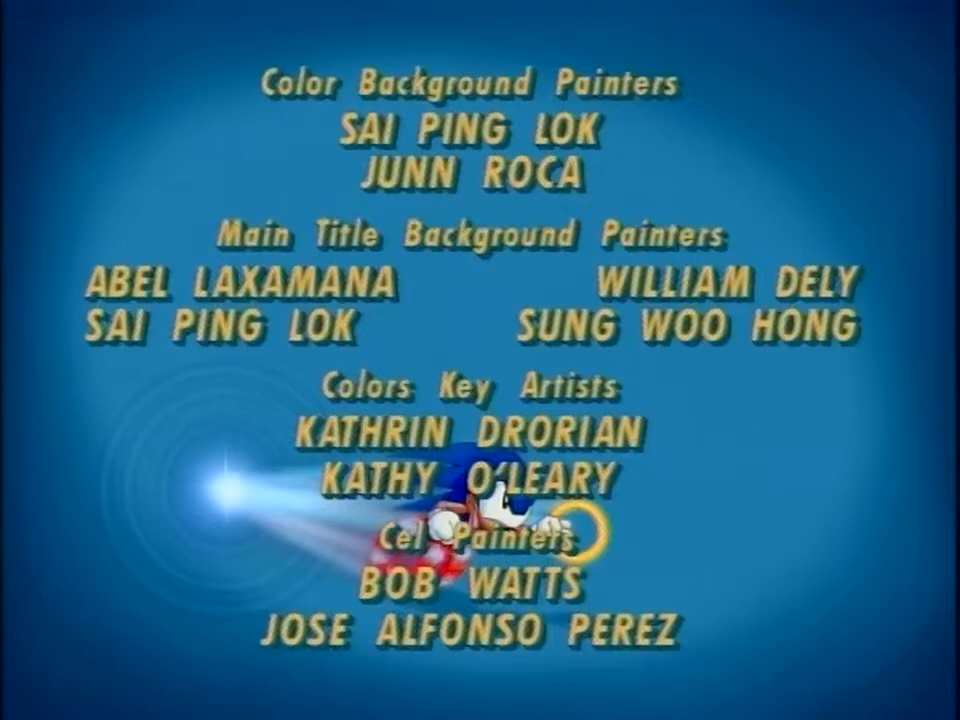 Color Background Painters
SAI PING LOK
JUNN ROCA
Main Title Background Painters
ABEL LAXAMANA WILLIAM DELY
SAI PING LOK SUNG WOO HONG
Colors Key Artists
KATHRIN DRORIAN
KATHY O'LEARY
Cel Painters
BOB WATTS
JOSE ALFONSO PEREZ